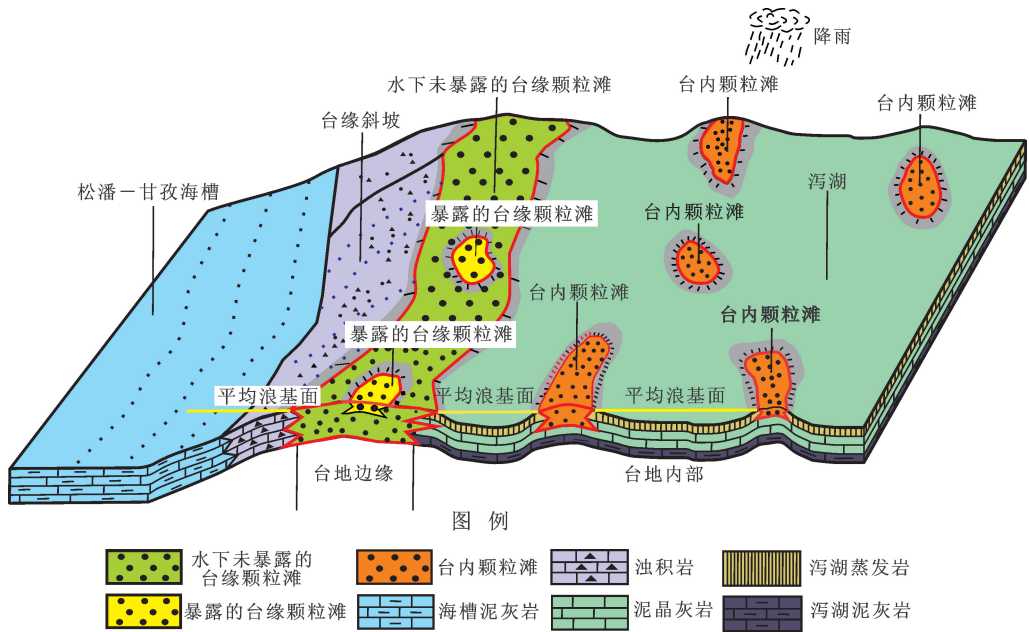 降雨
水下未暴露的台缘颗粒滩
台内颗粒滩
台内颗粒滩
台缘斜坡
松潘－甘孜海槽
泻湖
暴露的台缘颗粒滩
台内颗粒滩
台内颗粒滩
暴露的台缘颗粒滩
台内颗粒滩
平均浪基面
平均浪基面
平均浪基面
台地边缘
台地内部
图 例
水下未暴露的
台缘颗粒滩
台内颗粒滩
浊积岩
泻湖蒸发岩
暴露的台缘颗粒滩
海槽泥灰岩
泥晶灰岩
泻湖泥灰岩